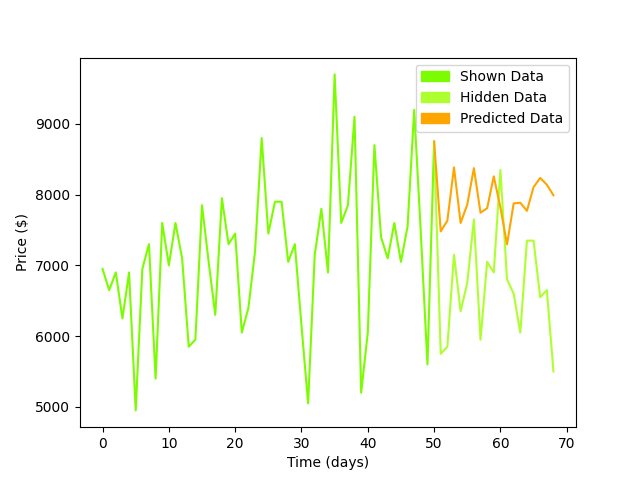 Shown Data
Hidden Data
Predicted Data
Price ($)
9000
8000
7000
6000
5000
0 10 20 30 40 50 60 70
Time (days)